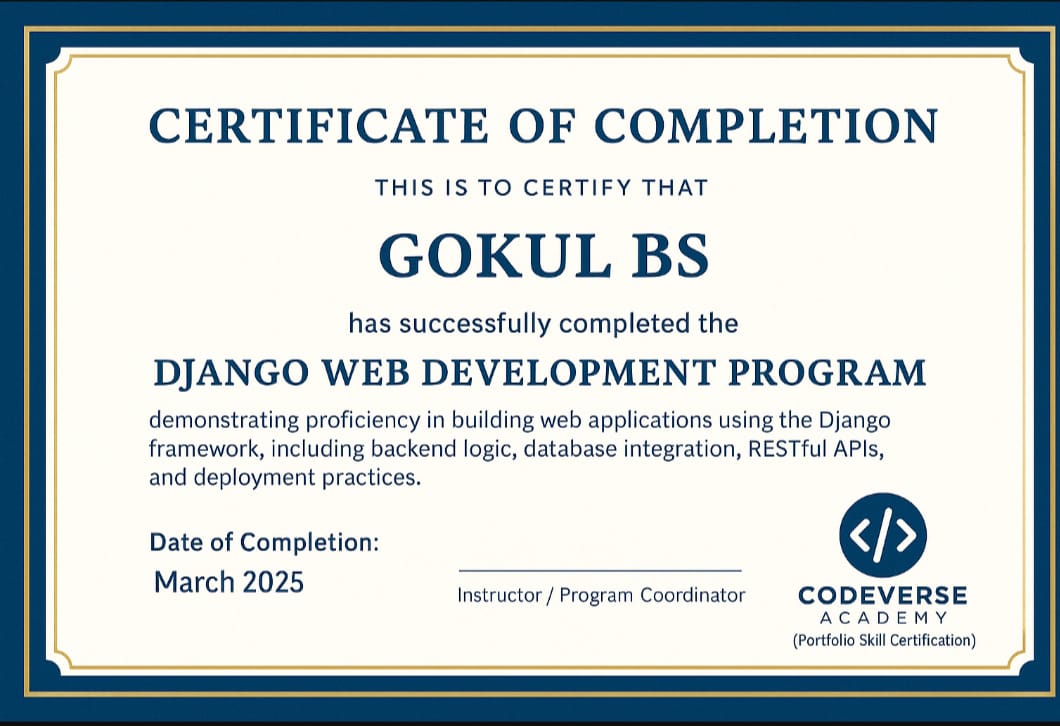 CERTIFICATE OF COMPLETION
THIS IS TO CERTIFY THAT
GOKUL BS
has successfully completed the
DJANGO WEB DEVELOPMENT PROGRAM
demonstrating proficiency in building web applications using the Django
framework, including backend logic, database integration, RESTful APIs,
and deployment practices.
Date of Completion:
March 2025
Instructor / Program Coordinator
</>
CODEVERSE
ACADEMY
(Portfolio Skill Certification)